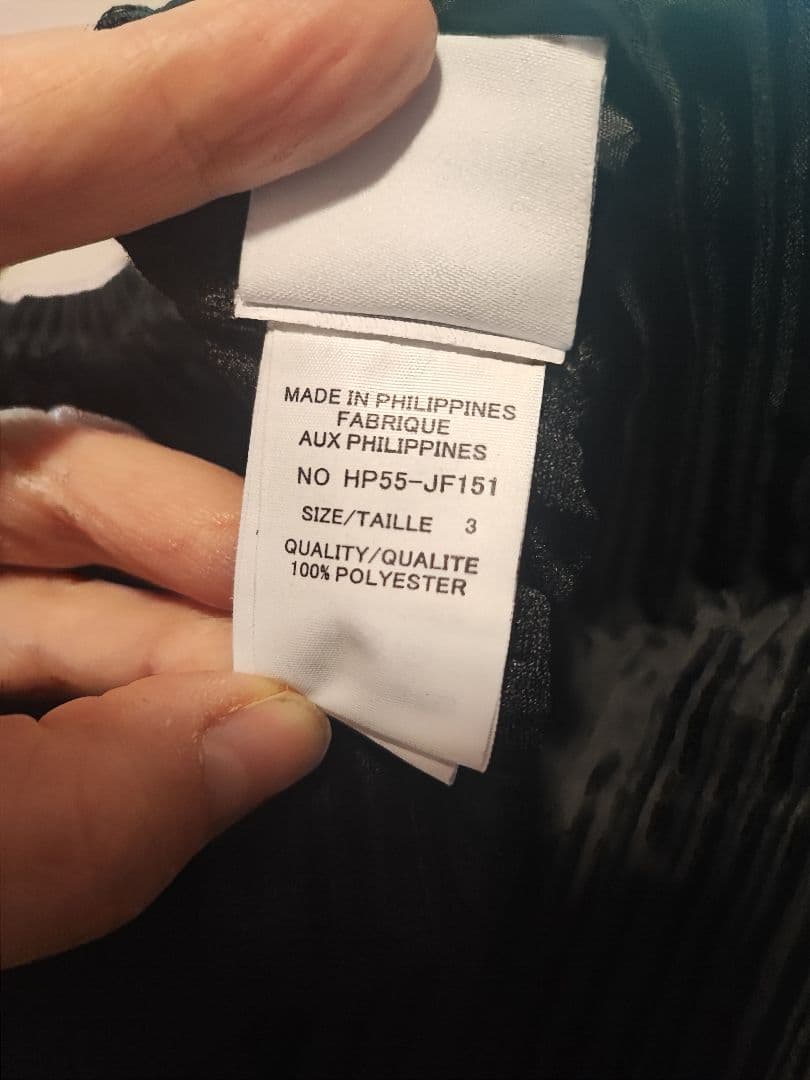 MADE IN PHILIPPINES
FABRIQUE
AUX PHILIPPINES
NO HP55-JF151
SIZE/TAILLE 3
QUALITY/QUALITE
100% POLYESTER